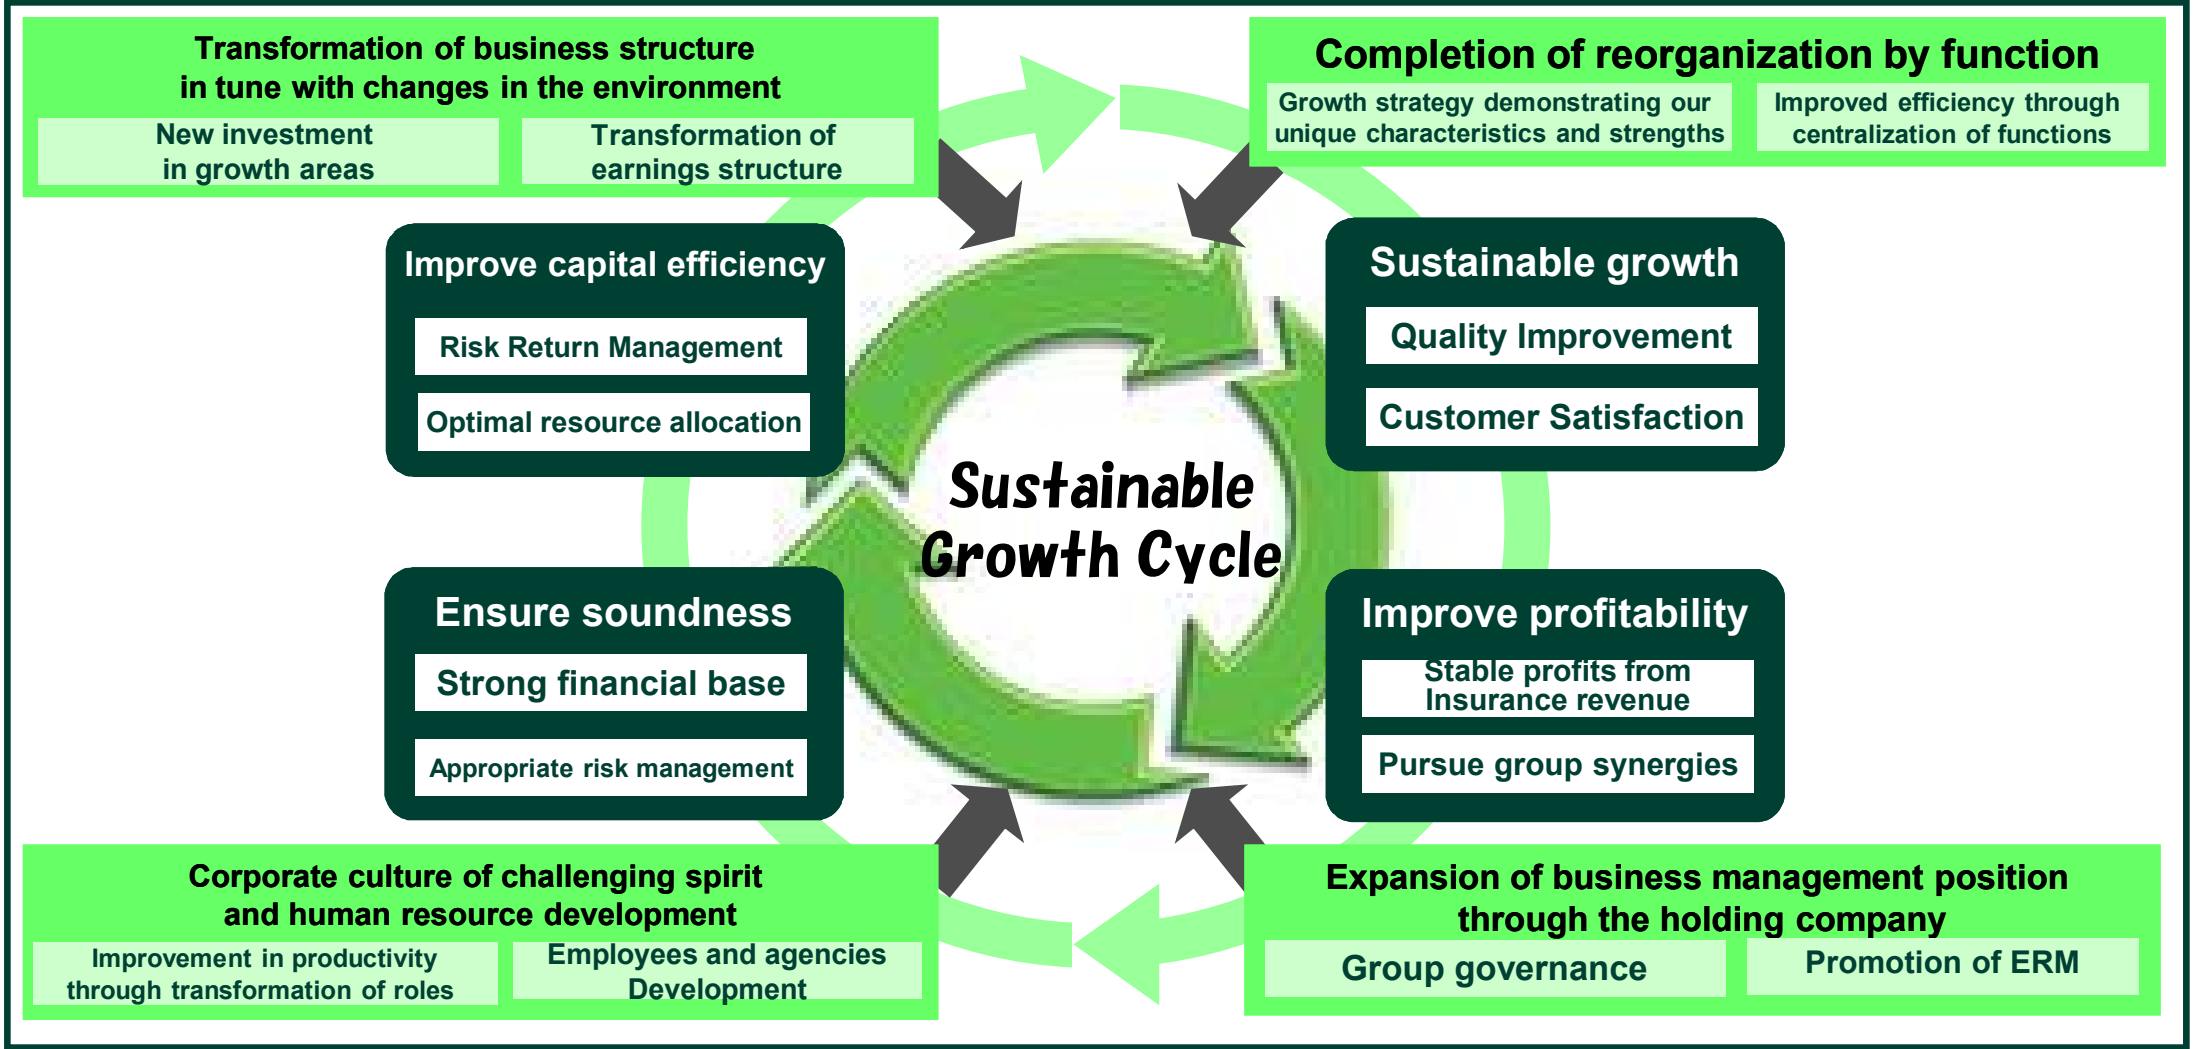 Transformation of business structure
in tune with changes in the environment
New investment
in growth areas
Transformation of
earnings structure
Completion of reorganization by function
Growth strategy demonstrating our
unique characteristics and strengths
Improved efficiency through
centralization of functions
Improve capital efficiency
Risk Return Management
Optimal resource allocation
Sustainable growth
Quality Improvement
Customer Satisfaction
Sustainable
Growth Cycle
Ensure soundness
Strong financial base
Appropriate risk management
Improve profitability
Stable profits from
Insurance revenue
Pursue group synergies
Corporate culture of challenging spirit
and human resource development
Improvement in productivity
through transformation of roles
Employees and agencies
Development
Expansion of business management position
through the holding company
Group governance
Promotion of ERM